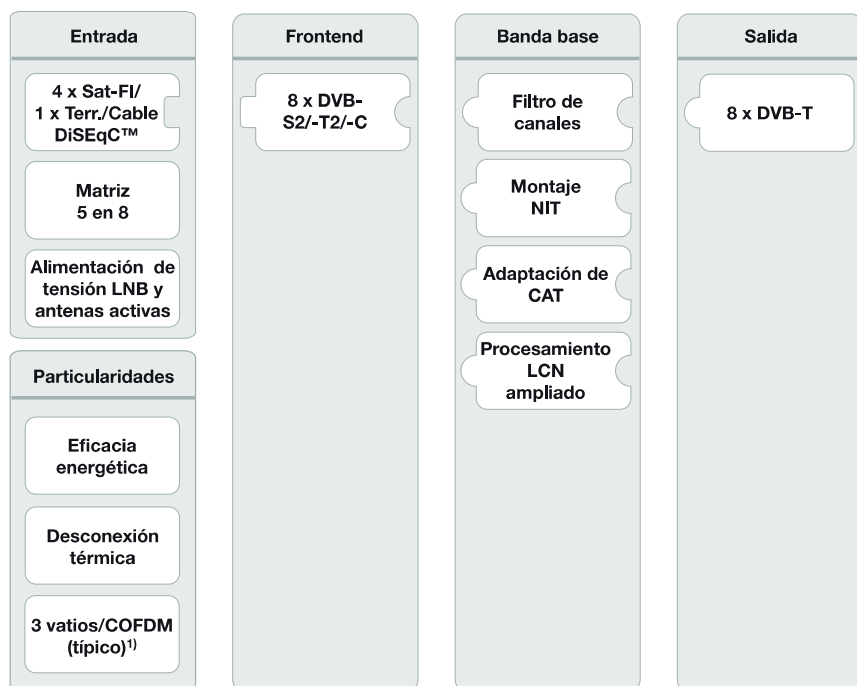 Entrada
4 x Sat-FI/
1 x Terr./Cable
DiSEqC™
Matriz
5 en 8
Alimentación de
tensión LNB y
antenas activas
Particularidades
Eficacia
energética
Desconexión
térmica
3 vatios/COFDM
(típico)1)
Frontend
8 x DVB-
S2/-T2/-C
Banda base
Filtro de
canales
Montaje
NIT
Adaptación de
CAT
Procesamiento
LCN
ampliado
Salida
8 x DVB-T